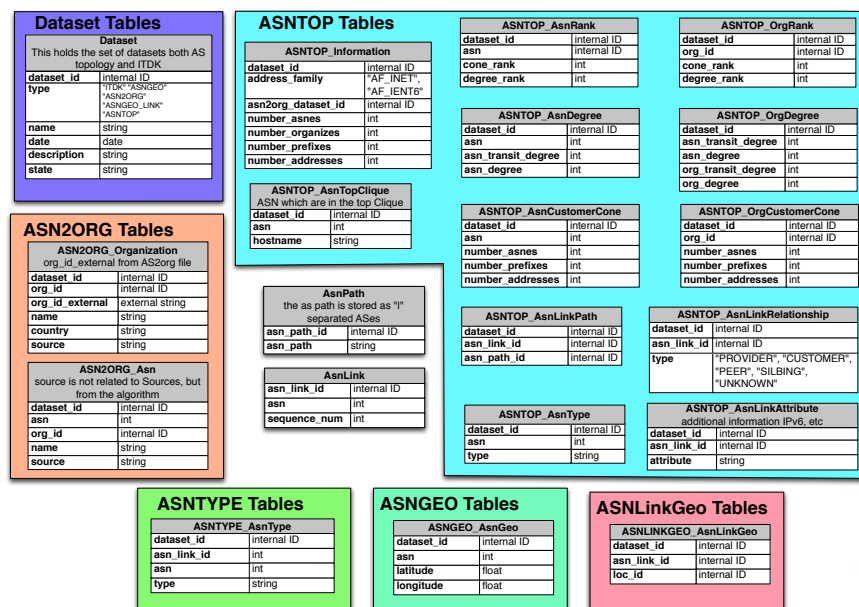 Dataset Tables
Dataset
This holds the set of datasets both AS
topology and ITDK
dataset_id internal ID
type "ITDK" "ASNGEO"
"ASN2ORG"
"ASNGEO_LINK"
"ASNTOP"
name string
date date
description string
state string
ASN2ORG Tables
ASN2ORG_Organization
org_id_external from AS2org file
dataset_id internal ID
org_id internal ID
org_id_external external string
name string
country string
source string
ASN2ORG_Asn
source is not related to Sources, but
from the algorithm
dataset_id internal ID
asn int
org_id internal ID
name string
source string
ASNTOP Tables
ASNTOP_Information
dataset_id internal ID
address_family "AF_INET",
"AF_IENT6"
asn2org_dataset_id internal ID
number_asnes int
number_organizes int
number_prefixes int
number_addresses int
ASNTOP_AsnTopClique
ASN which are in the top Clique
dataset_id internal ID
asn int
hostname string
AsnPath
the as path is stored as "|"
separated ASes
asn_path_id internal ID
asn_path string
AsnLink
asn_link_id internal ID
asn int
sequence_num int
ASNTOP_AsnRank
dataset_id internal ID
asn int
cone_rank int
degree_rank int
ASNTOP_OrgRank
dataset_id internal ID
org_id internal ID
cone_rank int
degree_rank int
ASNTOP_AsnDegree
dataset_id internal ID
asn int
asn_transit_degree int
asn_degree int
ASNTOP_OrgDegree
dataset_id internal ID
asn_transit_degree int
asn_degree int
org_transit_degree int
org_degree int
ASNTOP_AsnCustomerCone
dataset_id internal ID
asn int
number_asnes int
number_prefixes int
number_addresses int
ASNTOP_OrgCustomerCone
dataset_id internal ID
org_id internal ID
number_asnes int
number_prefixes int
number_addresses int
ASNTOP_AsnLinkPath
dataset_id internal ID
asn_link_id internal ID
asn_path_id internal ID
ASNTOP_AsnLinkRelationship
dataset_id internal ID
asn_link_id internal ID
type "PROVIDER", "CUSTOMER",
"PEER", "SILBING",
"UNKNOWN"
ASNTOP_AsnType
dataset_id internal ID
asn int
type string
ASNTOP_AsnLinkAttribute
additional information IPv6, etc
dataset_id internal ID
asn_link_id internal ID
attribute string
ASNTYPE Tables
ASNTYPE_AsnType
dataset_id internal ID
asn_link_id int
asn int
type string
ASNGEO Tables
ASNGEO_AsnGeo
dataset_id internal ID
asn int
latitude float
longitude float
ASNLinkGeo Tables
ASNLINKGEO_AsnLinkGeo
dataset_id internal ID
asn_link_id internal ID
loc_id internal ID